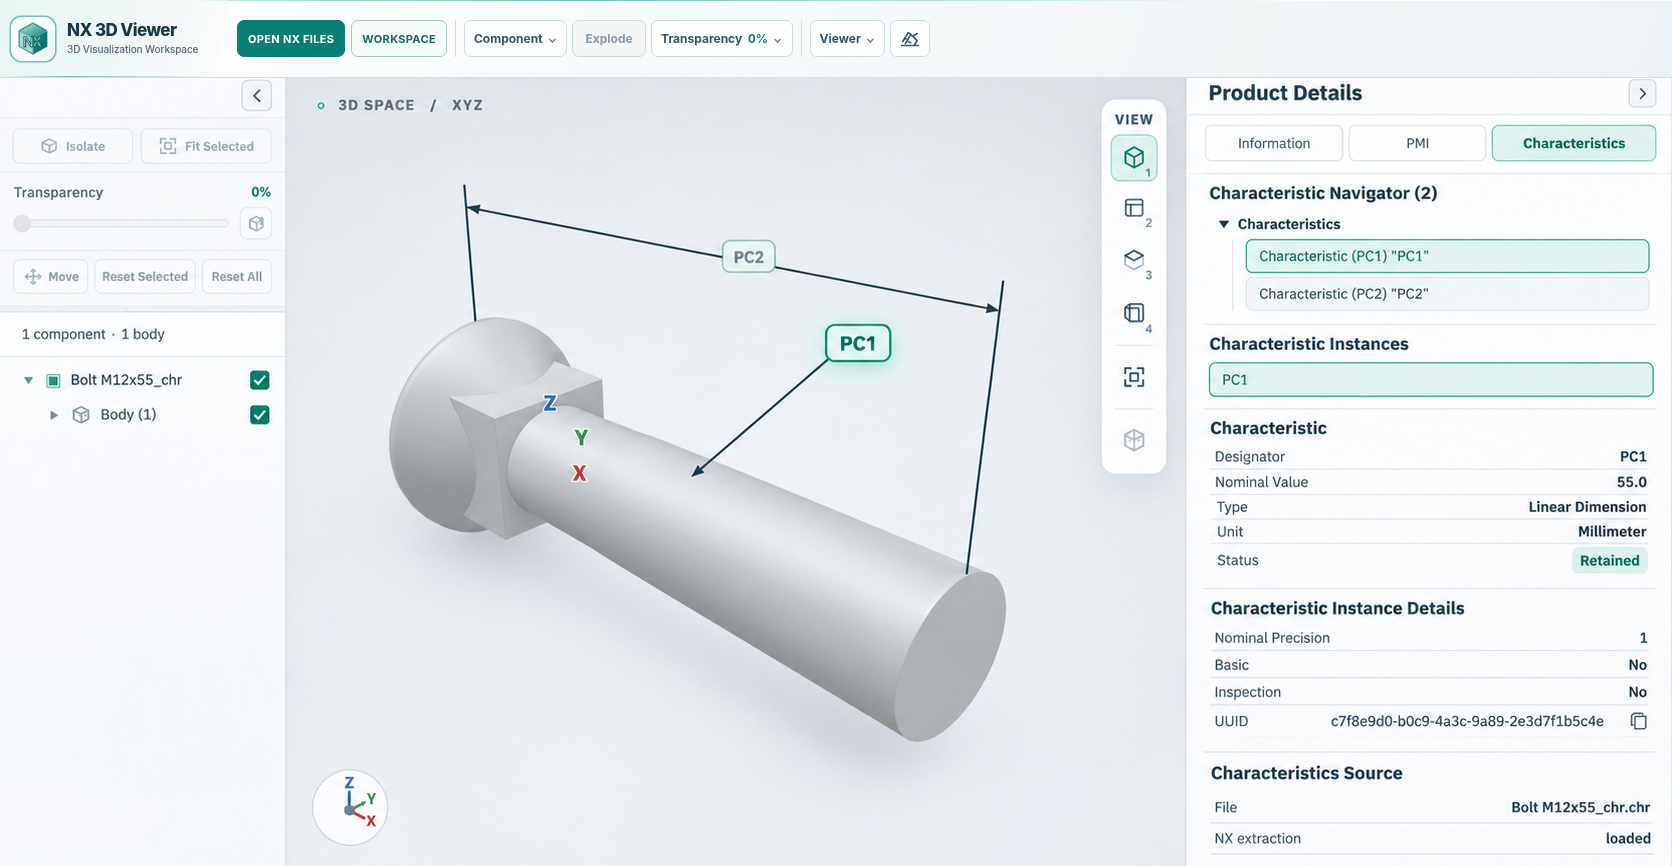 NX
NX 3D Viewer
3D Visualization Workspace
OPEN NX FILES
WORKSPACE
Component
Explode
Transparency 0%
Viewer
Isolate
Fit Selected
Transparency 0%
Move
Reset Selected
Reset All
1 component · 1 body
Bolt M12x55_chr
Body (1)
3D SPACE / XYZ
PC2
PC1
Z
Y
X
Z
Y
X
VIEW
1
2
3
4
Product Details
Information
PMI
Characteristics
Characteristic Navigator (2)
Characteristics
Characteristic (PC1) "PC1"
Characteristic (PC2) "PC2"
Characteristic Instances
PC1
Characteristic
Designator PC1
Nominal Value 55.0
Type Linear Dimension
Unit Millimeter
Status Retained
Characteristic Instance Details
Nominal Precision 1
Basic No
Inspection No
UUID c7f8e9d0-b0c9-4a3c-9a89-2e3d7f1b5c4e
Characteristics Source
File Bolt M12x55_chr.chr
NX extraction loaded